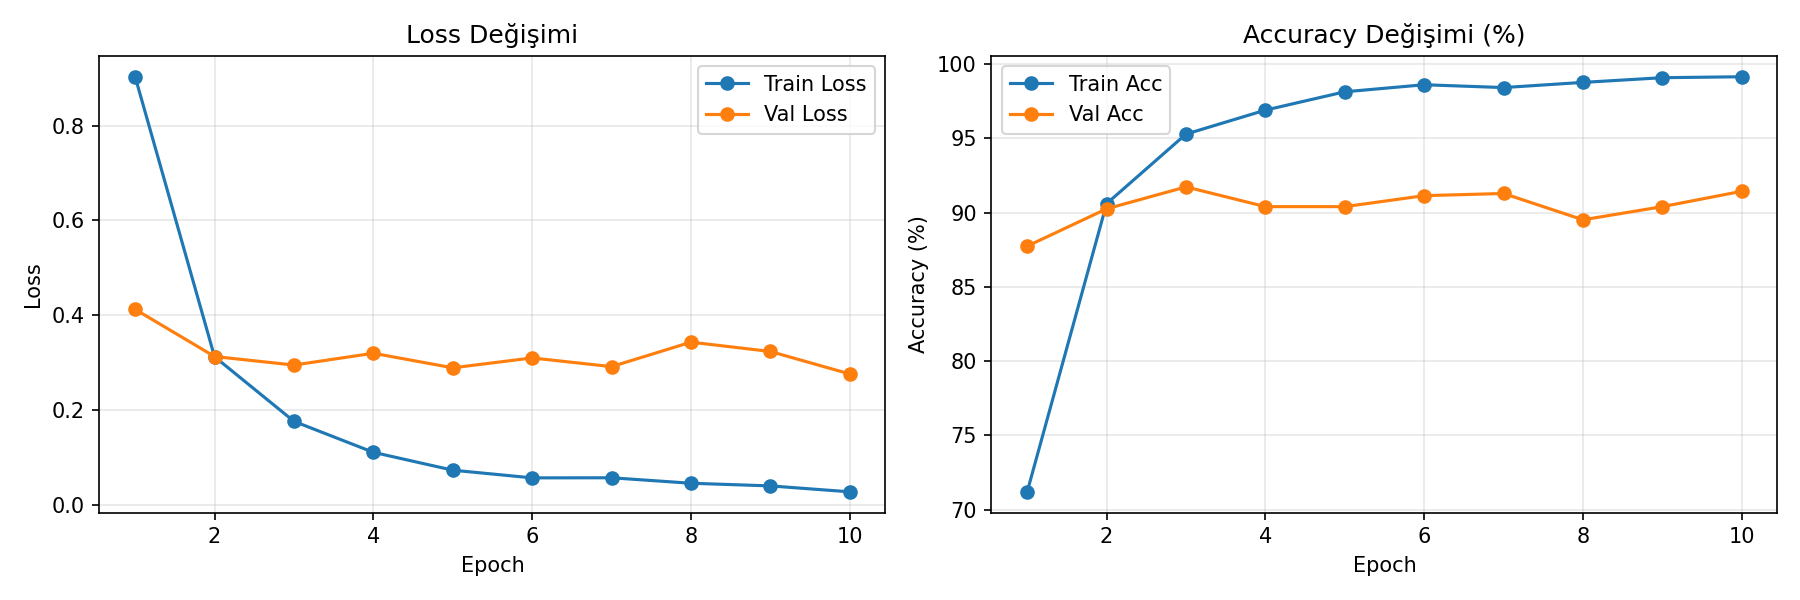 Loss Değişimi
Train Loss
Val Loss
0.8
0.6
0.4
0.2
0.0
Loss
2 4 6 8 10
Epoch
Accuracy Değişimi (%)
Train Acc
Val Acc
100
95
90
85
80
75
70
Accuracy (%)
2 4 6 8 10
Epoch